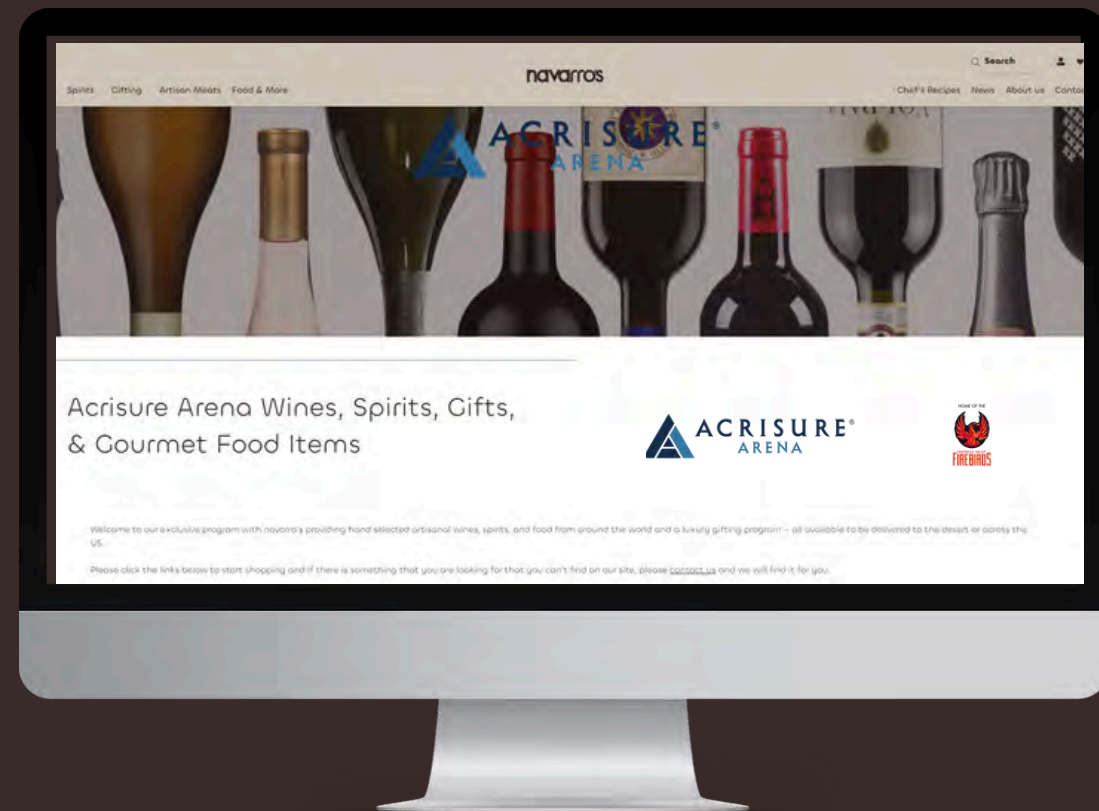 Search
navarros
Spirits Gifting Artisan Meats Food & More
Chef's Recipes News About us Contac
ACRISURE®
ARENA
Acrisure Arena Wines, Spirits, Gifts,
& Gourmet Food Items
ACRISURE®
ARENA
HOME OF THE
FIREBIRDS
Welcome to our exclusive program with navarro's providing hand selected artisanal wines, spirits, and food from around the world and a luxury gifting program – all available to be delivered to the desert or across the
US.
Please click the links below to start shopping and if there is something that you are looking for that you can't find on our site, please contact us and we will find it for you.